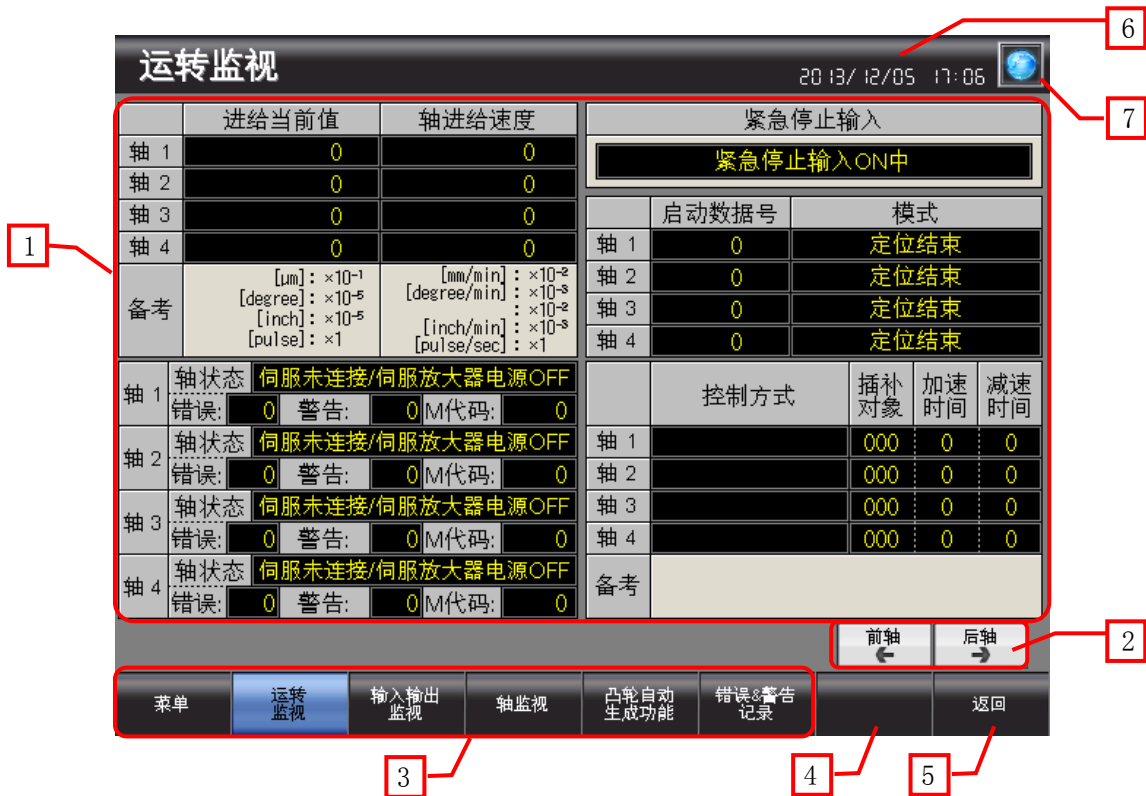 6
运转监视
2013/12/05 17:06
7
进给当前值 轴进给速度
轴 1 0 0
轴 2 0 0
轴 3 0 0
轴 4 0 0
备考
[μm]: ×10⁻¹
[degree]: ×10⁻⁵
[inch]: ×10⁻⁵
[pulse]: ×1
[mm/min]: ×10⁻²
[degree/min]: ×10⁻³
: ×10⁻²
[inch/min]: ×10⁻³
[pulse/sec]: ×1
1
轴 1 轴状态 伺服未连接/伺服放大器电源OFF
错误: 0 警告: 0 M代码: 0
轴 2 轴状态 伺服未连接/伺服放大器电源OFF
错误: 0 警告: 0 M代码: 0
轴 3 轴状态 伺服未连接/伺服放大器电源OFF
错误: 0 警告: 0 M代码: 0
轴 4 轴状态 伺服未连接/伺服放大器电源OFF
错误: 0 警告: 0 M代码: 0
紧急停止输入
紧急停止输入ON中
启动数据号 模式
轴 1 0 定位结束
轴 2 0 定位结束
轴 3 0 定位结束
轴 4 0 定位结束
控制方式
插补
对象
加速
时间
减速
时间
轴 1 000 0 0
轴 2 000 0 0
轴 3 000 0 0
轴 4 000 0 0
备考
前轴
后轴
2
菜单
运转
监视
输入输出
监视
轴监视
凸轮自动
生成功能
错误&警告
记录
返回
3
4
5